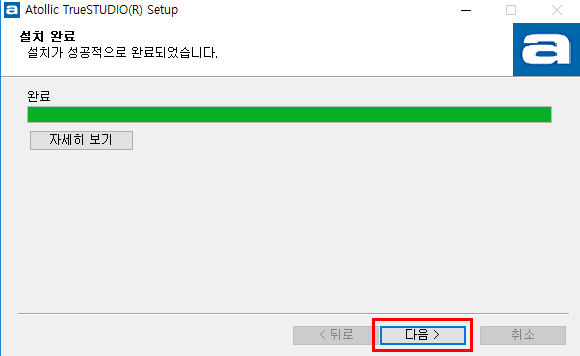 a Atollic TrueSTUDIO(R) Setup
설치 완료
설치가 성공적으로 완료되었습니다.
a
완료
자세히 보기
< 뒤로 다음 > 취소